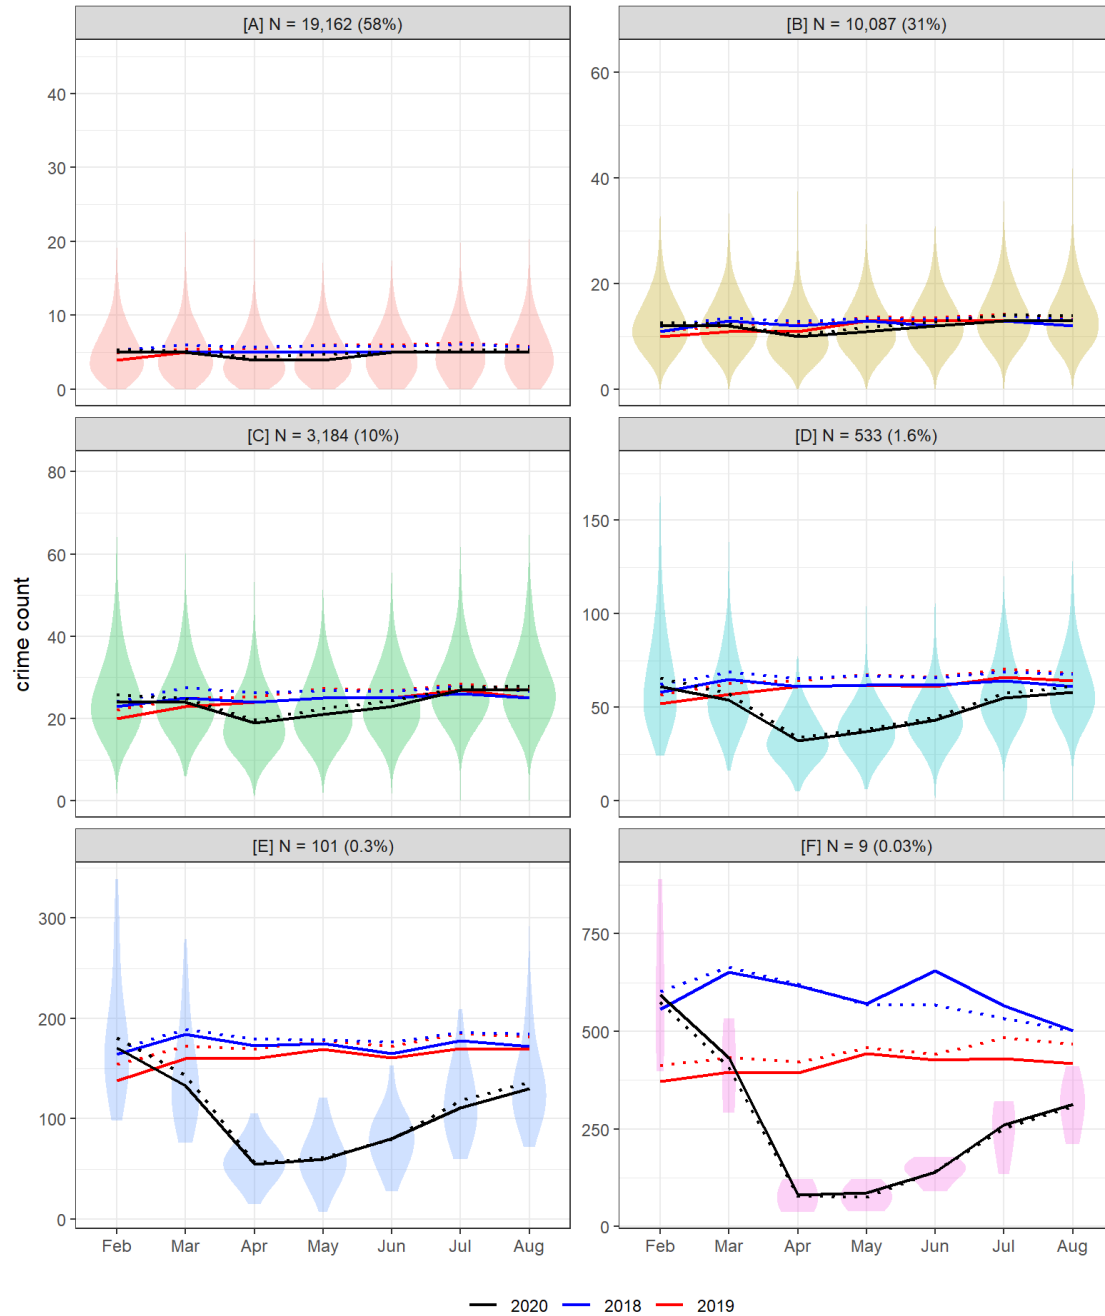 [A] N = 19,162 (58%)
[B] N = 10,087 (31%)
40
30
20
10
0
60
40
20
0
[C] N = 3,184 (10%)
[D] N = 533 (1.6%)
crime count
80
60
40
20
0
150
100
50
0
[E] N = 101 (0.3%)
[F] N = 9 (0.03%)
300
200
100
0
750
500
250
0
Feb Mar Apr May Jun Jul Aug
Feb Mar Apr May Jun Jul Aug
2020 2018 2019